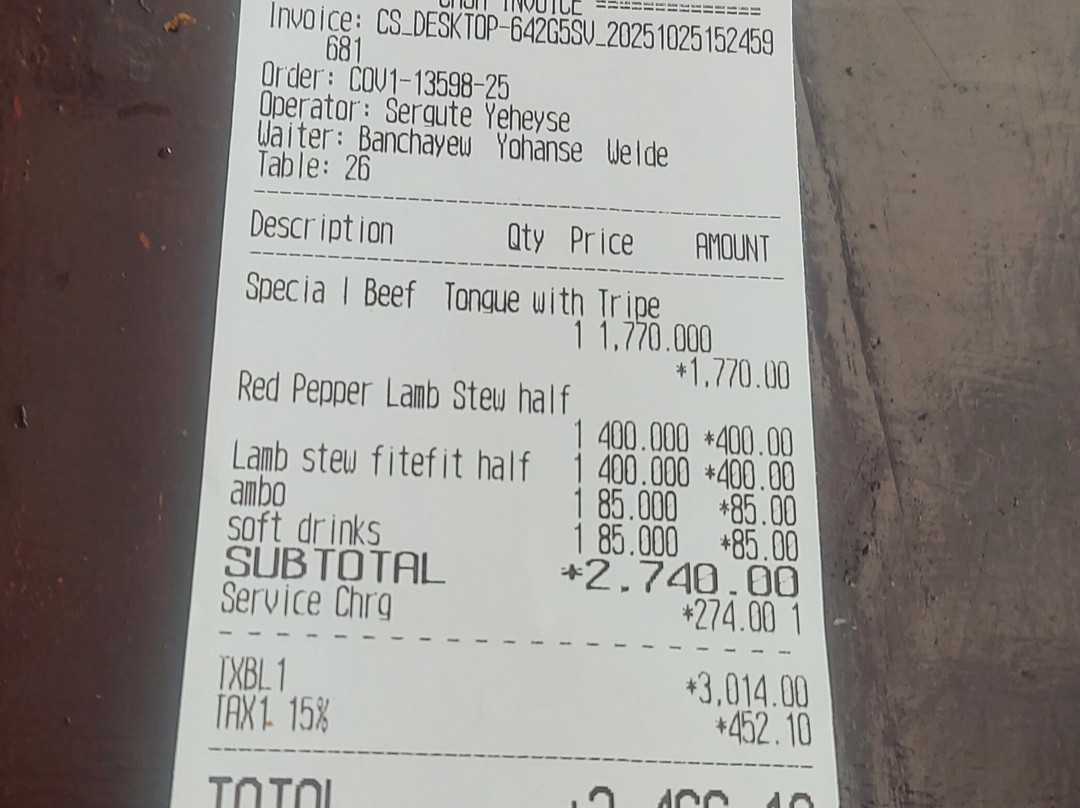 CASH INVOICE ==============
Invoice: CS_DESKTOP-642G5SV_20251025152459
681
Order: COV1-13598-25
Operator: Sergute Yeheyse
Waiter: Banchayew Yohanse Welde
Table: 26
Description Qty Price AMOUNT
Specia l Beef Tongue with Tripe
1 1,770.000
*1,770.00
Red Pepper Lamb Stew half
1 400.000 *400.00
Lamb stew fitefit half 1 400.000 *400.00
ambo 1 85.000 *85.00
soft drinks 1 85.000 *85.00
SUBTOTAL *2,740.00
Service Chrg *274.00 1
TXBL1 *3,014.00
TAX1 15% *452.10
TOTAL